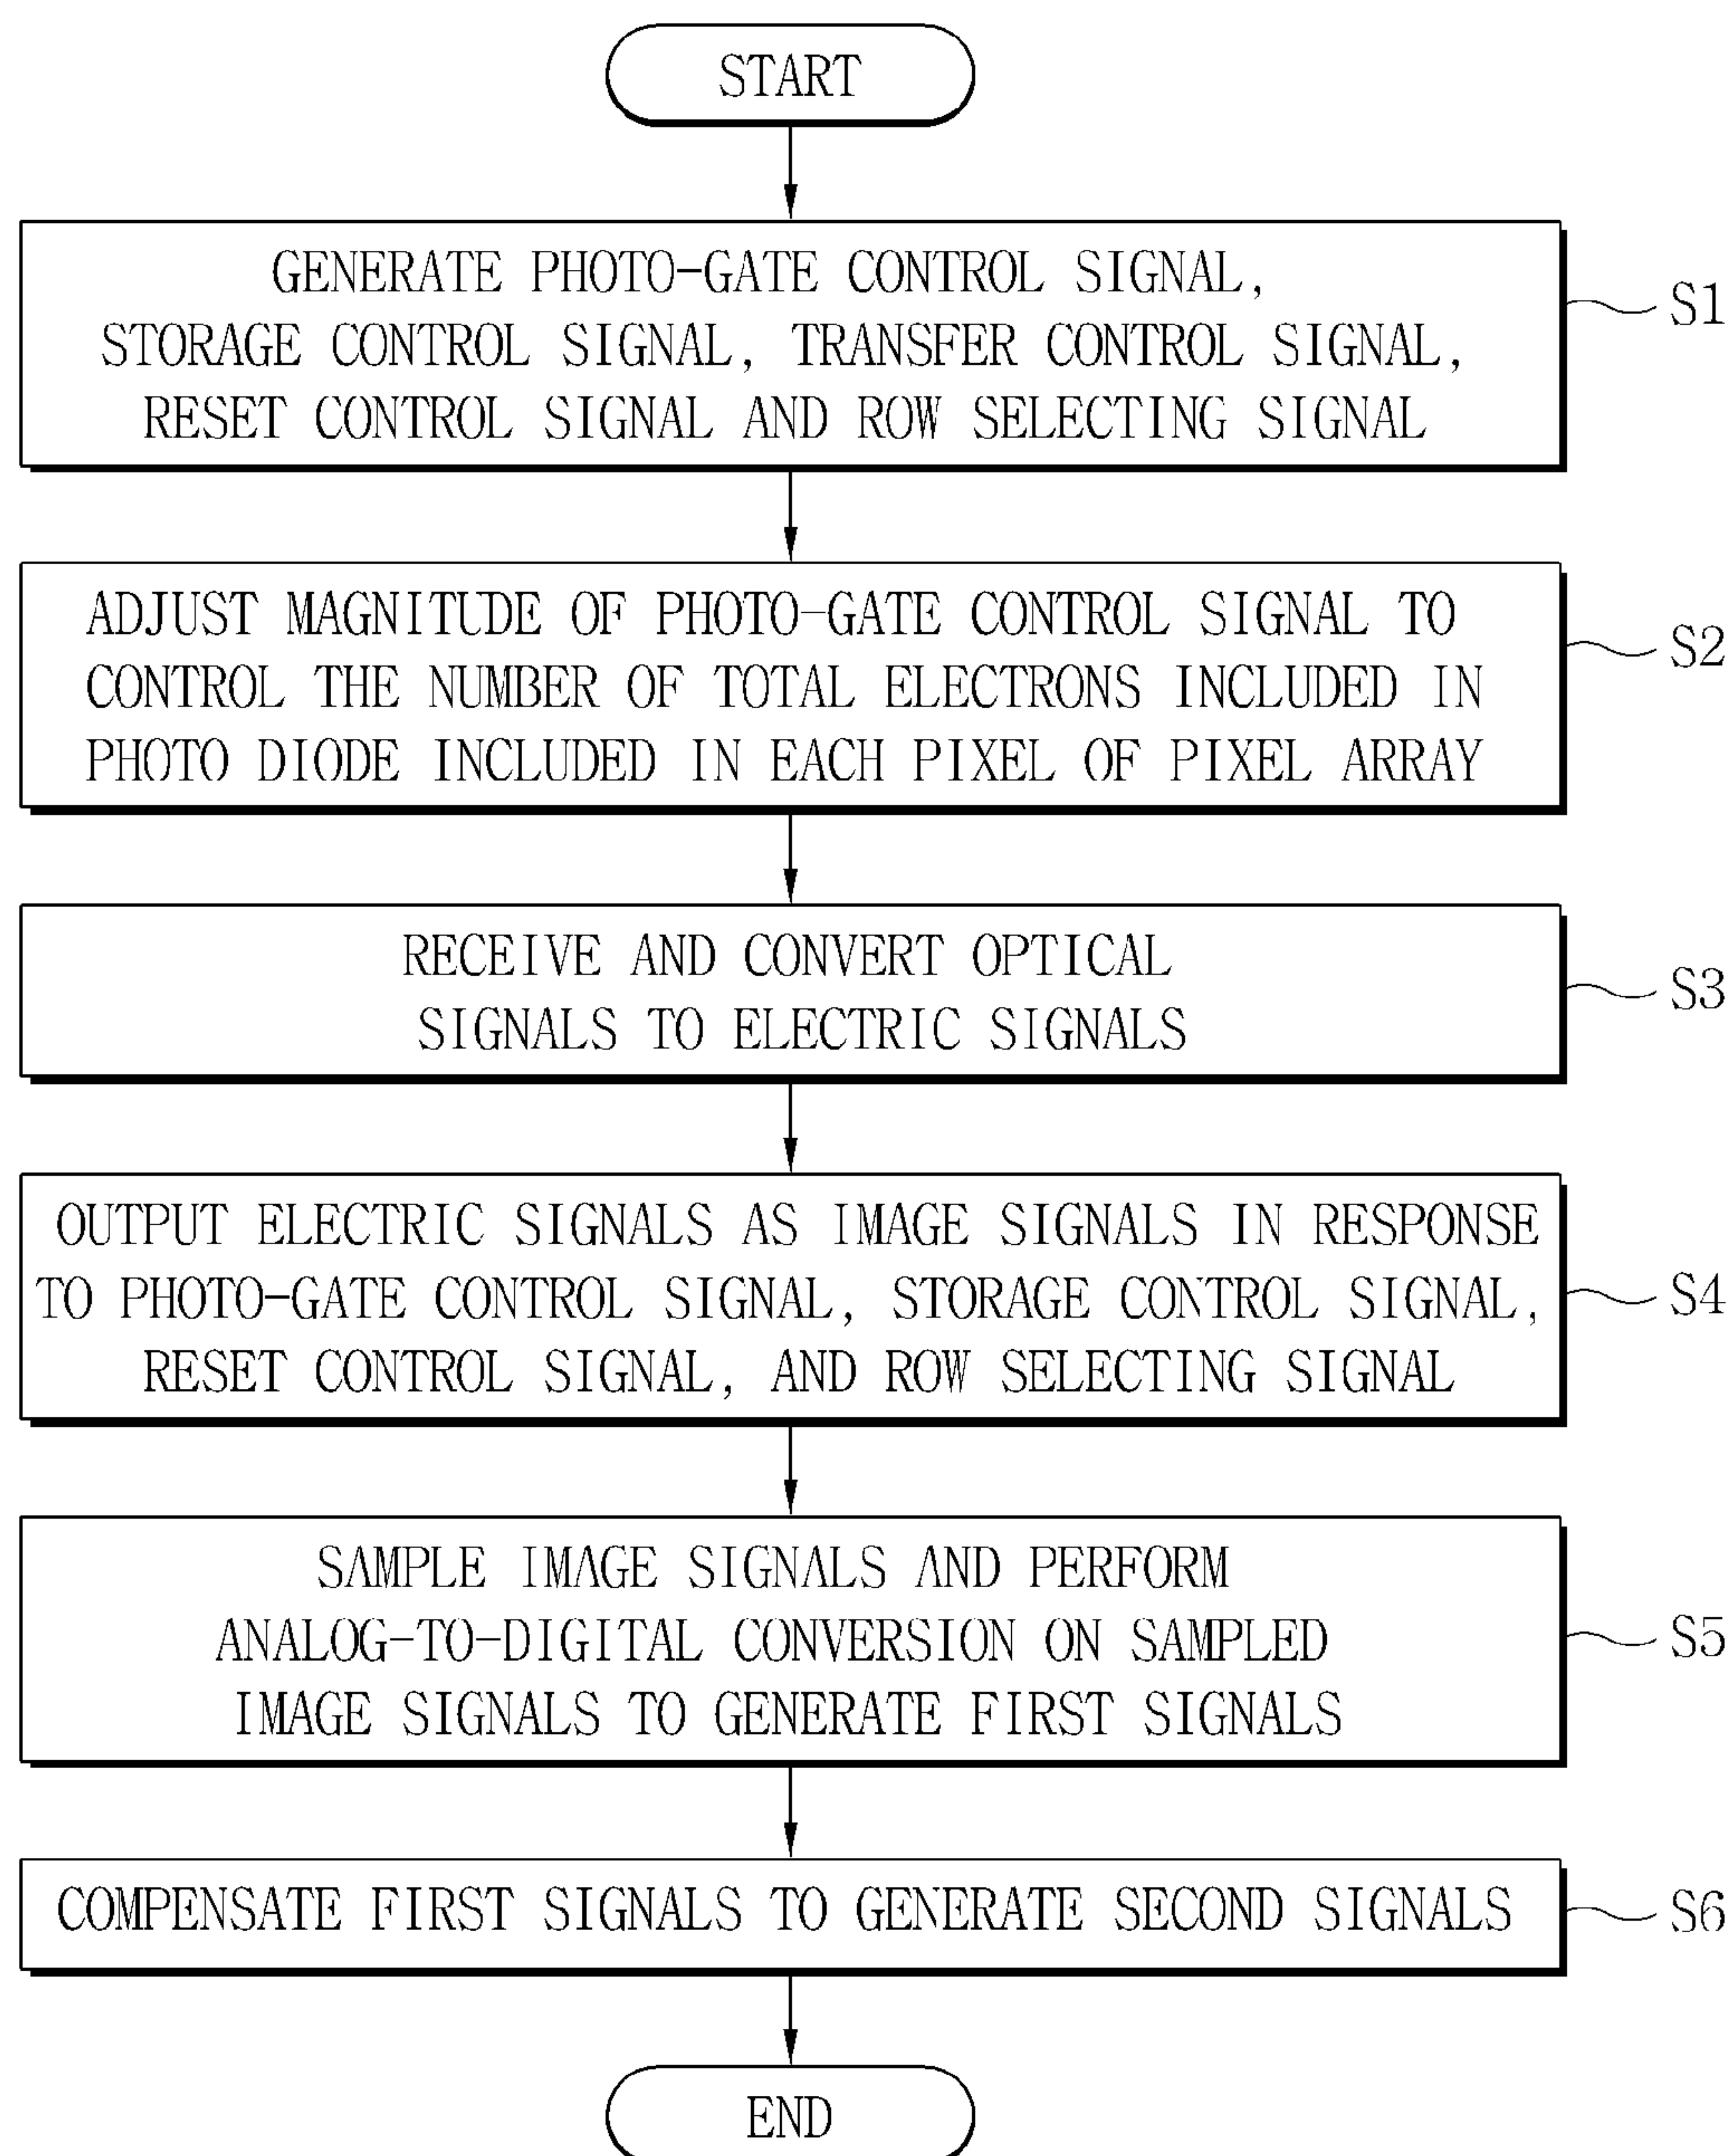 START
GENERATE PHOTO-GATE CONTROL SIGNAL,
STORAGE CONTROL SIGNAL, TRANSFER CONTROL SIGNAL,
RESET CONTROL SIGNAL AND ROW SELECTING SIGNAL
S1
ADJUST MAGNITUDE OF PHOTO-GATE CONTROL SIGNAL TO
CONTROL THE NUMBER OF TOTAL ELECTRONS INCLUDED IN
PHOTO DIODE INCLUDED IN EACH PIXEL OF PIXEL ARRAY
S2
RECEIVE AND CONVERT OPTICAL
SIGNALS TO ELECTRIC SIGNALS
S3
OUTPUT ELECTRIC SIGNALS AS IMAGE SIGNALS IN RESPONSE
TO PHOTO-GATE CONTROL SIGNAL, STORAGE CONTROL SIGNAL,
RESET CONTROL SIGNAL, AND ROW SELECTING SIGNAL
S4
SAMPLE IMAGE SIGNALS AND PERFORM
ANALOG-TO-DIGITAL CONVERSION ON SAMPLED
IMAGE SIGNALS TO GENERATE FIRST SIGNALS
S5
COMPENSATE FIRST SIGNALS TO GENERATE SECOND SIGNALS
S6
END